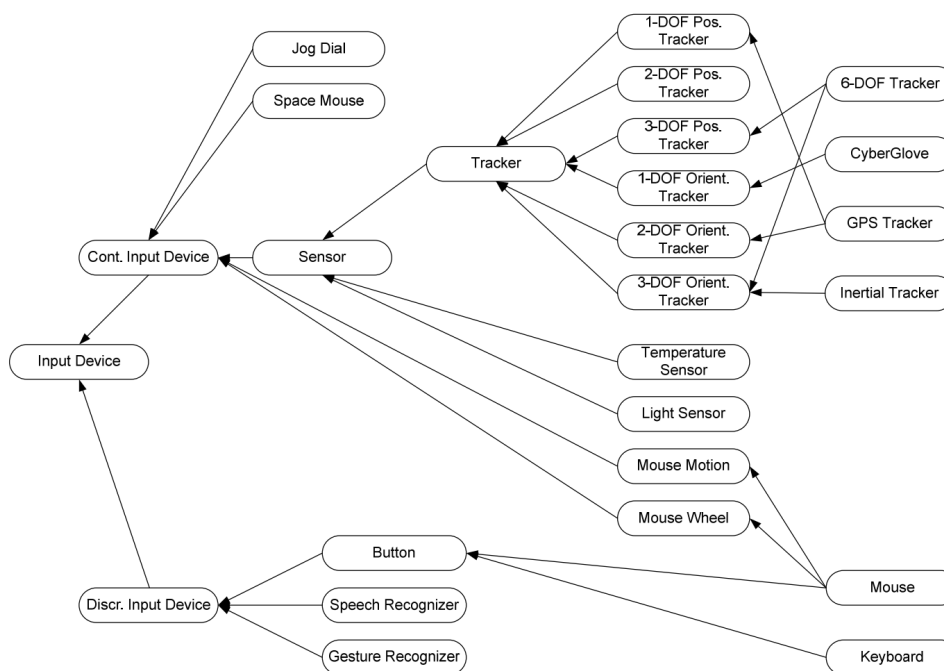 Jog Dial
Space Mouse
1-DOF Pos.
Tracker
2-DOF Pos.
Tracker
3-DOF Pos.
Tracker
1-DOF Orient.
Tracker
2-DOF Orient.
Tracker
3-DOF Orient.
Tracker
6-DOF Tracker
CyberGlove
GPS Tracker
Inertial Tracker
Tracker
Cont. Input Device
Sensor
Input Device
Temperature
Sensor
Light Sensor
Mouse Motion
Mouse Wheel
Button
Mouse
Discr. Input Device
Speech Recognizer
Gesture Recognizer
Keyboard